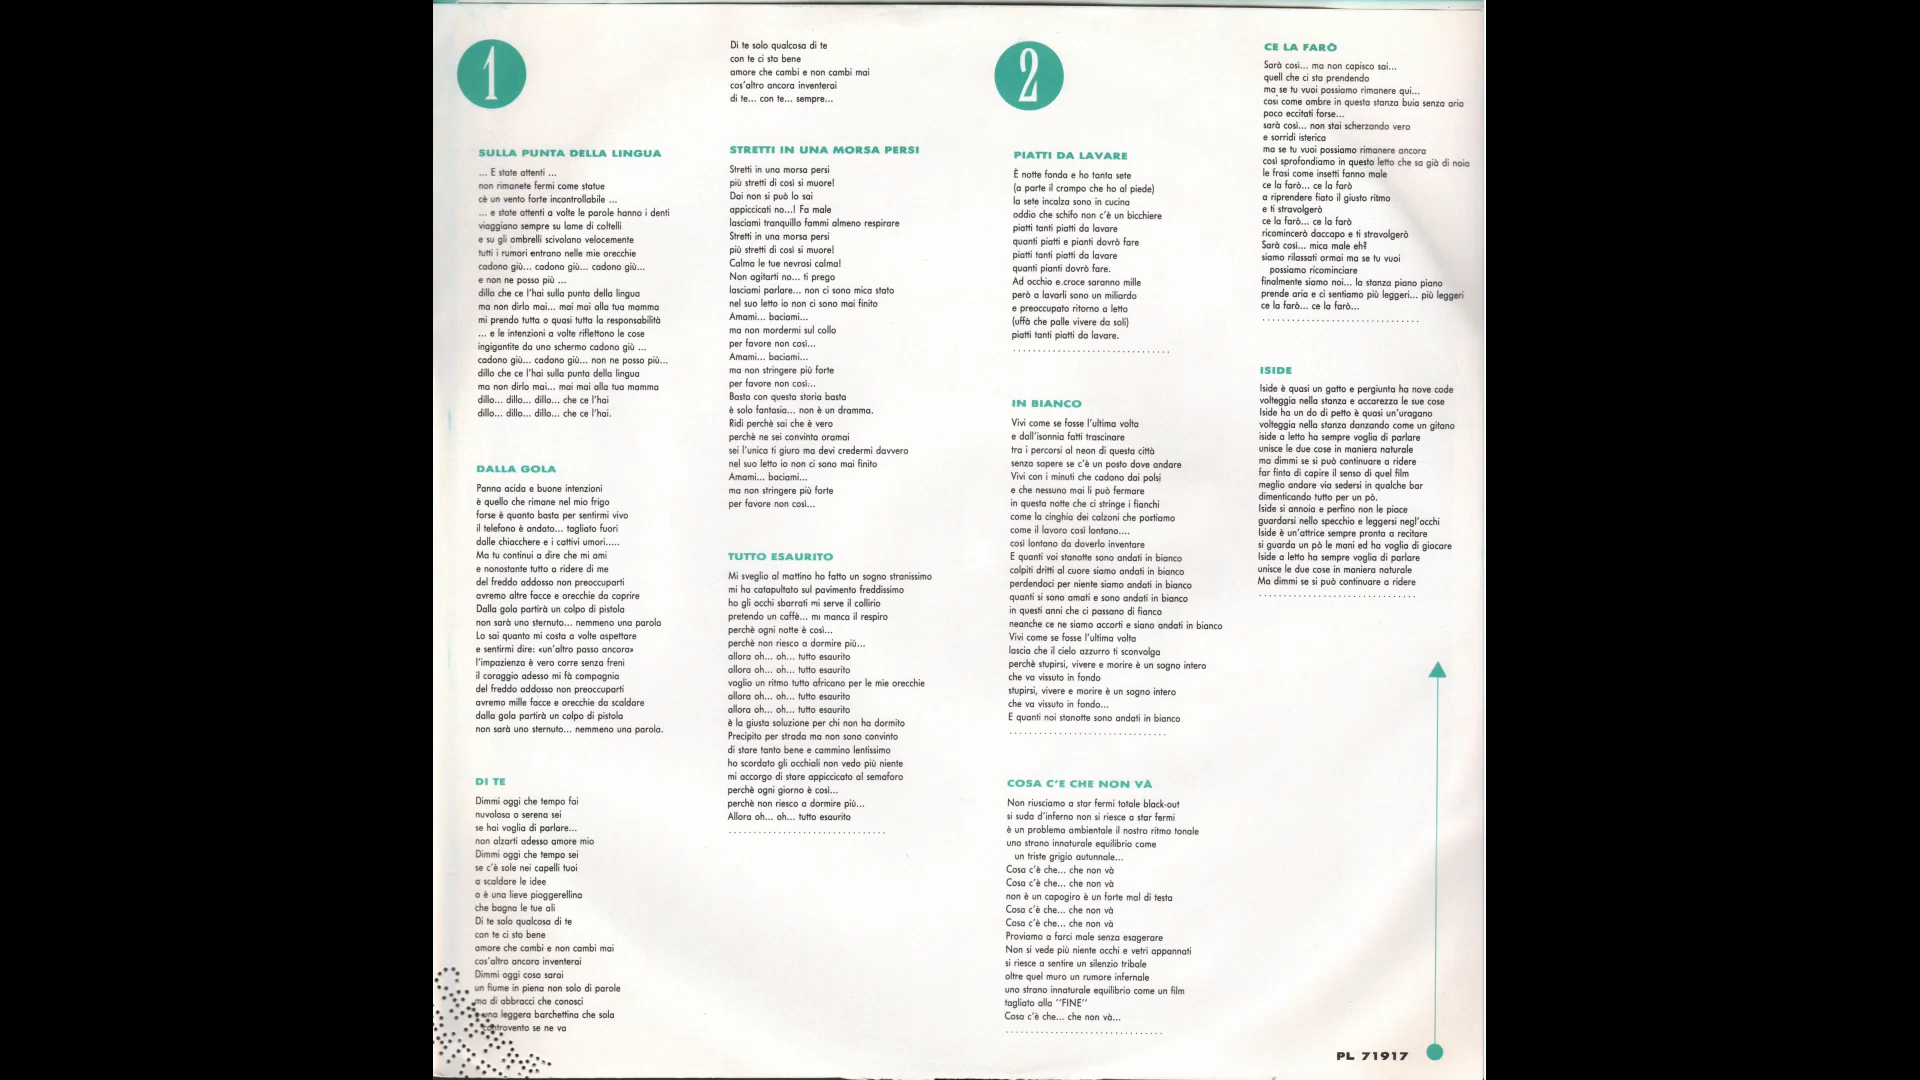 1
SULLA PUNTA DELLA LINGUA
... E state attenti ...
non rimanete fermi come statue
cè un vento forte incontrollabile ...
... e state attenti a volte le parole hanno i denti
viaggiano sempre su lame di coltelli
e su gli ombrelli scivolano velocemente
tutti i rumori entrano nelle mie orecchie
cadono giù... cadono giù... cadono giù...
e non ne posso più ...
dillo che ce l'hai sulla punta della lingua
ma non dirlo mai... mai mai alla tua mamma
mi prendo tutta o quasi tutta la responsabilità
... e le intenzioni a volte riflettono le cose
ingigantite da uno schermo cadono giù ...
cadono giù... cadono giù... non ne posso più...
dillo che ce l'hai sulla punta della lingua
ma non dirlo mai... mai mai alla tua mamma
dillo... dillo... dillo... che ce l'hai
dillo... dillo... dillo... che ce l'hai.
DALLA GOLA
Panna acida e buone intenzioni
è quello che rimane nel mio frigo
forse è quanto basta per sentirmi vivo
il telefono è andato... tagliato fuori
dalle chiacchere e i cattivi umori.....
Ma tu continui a dire che mi ami
e nonostante tutto a ridere di me
del freddo addosso non preoccuparti
avremo altre facce e orecchie da coprire
Dalla gola partirà un colpo di pistola
non sarà uno sternuto... nemmeno una parola
Lo sai quanto mi costa a volte aspettare
e sentirmi dire: «un'altro passo ancora»
l'impazienza è vero corre senza freni
il coraggio adesso mi fà compagnia
del freddo addosso non preoccuparti
avremo mille facce e orecchie da scaldare
dalla gola partirà un colpo di pistola
non sarà uno sternuto... nemmeno una parola.
DI TE
Dimmi oggi che tempo fai
nuvolosa o serena sei
se hai voglia di parlare...
non alzarti adesso amore mio
Dimmi oggi che tempo sei
se c'è sole nei capelli tuoi
a scaldare le idee
o è una lieve pioggerellina
che bagna le tue ali
Di te solo qualcosa di te
con te ci sto bene
amore che cambi e non cambi mai
cos'altro ancora inventerai
Dimmi oggi cosa sarai
un fiume in piena non solo di parole
ma di abbracci che conosci
o una leggera barchettina che sola
controvento se ne va
Di te solo qualcosa di te
con te ci sto bene
amore che cambi e non cambi mai
cos'altro ancora inventerai
di te... con te... sempre...
STRETTI IN UNA MORSA PERSI
Stretti in una morsa persi
più stretti di così si muore!
Dai non si può lo sai
appiccicati no...! Fa male
lasciami tranquillo fammi almeno respirare
Stretti in una morsa persi
più stretti di così si muore!
Calma le tue nevrosi calma!
Non agitarti no... ti prego
lasciami parlare... non ci sono mica stato
nel suo letto io non ci sono mai finito
Amami... baciami...
ma non mordermi sul collo
per favore non così...
Amami... baciami...
ma non stringere più forte
per favore non così...
Basta con questa storia basta
è solo fantasia... non è un dramma.
Ridi perchè sai che è vero
perchè ne sei convinta oramai
sei l'unica ti giuro ma devi credermi davvero
nel suo letto io non ci sono mai finito
Amami... baciami...
ma non stringere più forte
per favore non così...
TUTTO ESAURITO
Mi sveglio al mattino ho fatto un sogno stranissimo
mi ha catapultato sul pavimento freddissimo
ho gli occhi sbarrati mi serve il collirio
pretendo un caffè... mi manca il respiro
perchè ogni notte è così...
perchè non riesco a dormire più...
allora oh... oh... tutto esaurito
allora oh... oh... tutto esaurito
voglio un ritmo tutto africano per le mie orecchie
allora oh... oh... tutto esaurito
allora oh... oh... tutto esaurito
è la giusta soluzione per chi non ha dormito
Precipito per strada ma non sono convinto
di stare tanto bene e cammino lentissimo
ho scordato gli occhiali non vedo più niente
mi accorgo di stare appiccicato al semaforo
perchè ogni giorno è così...
perchè non riesco a dormire più...
Allora oh... oh... tutto esaurito
..............................
2
PIATTI DA LAVARE
È notte fonda e ho tanta sete
(a parte il crampo che ho al piede)
la sete incalza sono in cucina
oddio che schifo non c'è un bicchiere
piatti tanti piatti da lavare
quanti piatti e pianti dovrò fare
piatti tanti piatti da lavare
quanti pianti dovrò fare.
Ad occhio e.croce saranno mille
però a lavarli sono un miliardo
e preoccupato ritorno a letto
(uffà che palle vivere da soli)
piatti tanti piatti da lavare.
..............................
IN BIANCO
Vivi come se fosse l'ultima volta
e dall'isonnia fatti trascinare
tra i percorsi al neon di questa città
senza sapere se c'è un posto dove andare
Vivi con i minuti che cadono dai polsi
e che nessuno mai li può fermare
in questa notte che ci stringe i fianchi
come la cinghia dei calzoni che portiamo
come il lavoro così lontano....
così lontano da doverlo inventare
E quanti voi stanotte sono andati in bianco
colpiti dritti al cuore siamo andati in bianco
perdendoci per niente siamo andati in bianco
quanti si sono amati e sono andati in bianco
in questi anni che ci passano di fianco
neanche ce ne siamo accorti e siano andati in bianco
Vivi come se fosse l'ultima volta
lascia che il cielo azzurro ti sconvolga
perchè stupirsi, vivere e morire è un sogno intero
che va vissuto in fondo
stupirsi, vivere e morire è un sogno intero
che va vissuto in fondo...
E quanti noi stanotte sono andati in bianco
..............................
COSA C'E CHE NON VÀ
Non riusciamo a star fermi totale black-out
si suda d'inferno non si riesce a star fermi
è un problema ambientale il nostro ritmo tonale
uno strano innaturale equilibrio come
un triste grigio autunnale...
Cosa c'è che... che non và
Cosa c'è che... che non và
non è un capogiro è un forte mal di testa
Cosa c'è che... che non và
Cosa c'è che... che non và
Proviamo a farci male senza esagerare
Non si vede più niente occhi e vetri appannati
si riesce a sentire un silenzio tribale
oltre quel muro un rumore infernale
uno strano innaturale equilibrio come un film
tagliato alla "FINE"
Cosa c'è che... che non và...
..............................
CE LA FARÒ
Sarà così... ma non capisco sai...
quell che ci sta prendendo
ma se tu vuoi possiamo rimanere qui...
così come ombre in questa stanza buia senza aria
poco eccitati forse...
sarà così... non stai scherzando vero
e sorridi isterica
ma se tu vuoi possiamo rimanere ancora
così sprofondiamo in questo letto che sa già di noia
le frasi come insetti fanno male
ce la farò... ce la farò
a riprendere fiato il giusto ritmo
e ti stravolgerò
ce la farò... ce la farò
ricomincerò daccapo e ti stravolgerò
Sarà così... mica male eh?
siamo rilassati ormai ma se tu vuoi
possiamo ricominciare
finalmente siamo noi... la stanza piano piano
prende aria e ci sentiamo più leggeri... più leggeri
ce la farò... ce la farò...
..............................
ISIDE
Iside è quasi un gatto e pergiunta ha nove code
volteggia nella stanza e accarezza le sue cose
Iside ha un do di petto è quasi un'uragano
volteggia nella stanza danzando come un gitano
iside a letto ha sempre voglia di parlare
unisce le due cose in maniera naturale
ma dimmi se si può continuare a ridere
far finta di capire il senso di quel film
meglio andare via sedersi in qualche bar
dimenticando tutto per un pò.
Iside si annoia e perfino non le piace
guardarsi nello specchio e leggersi negl'occhi
Iside è un'attrice sempre pronta a recitare
si guarda un pò le mani ed ha voglia di giocare
Iside a letto ha sempre voglia di parlare
unisce le due cose in maniera naturale
Ma dimmi se si può continuare a ridere
..............................
PL 71917